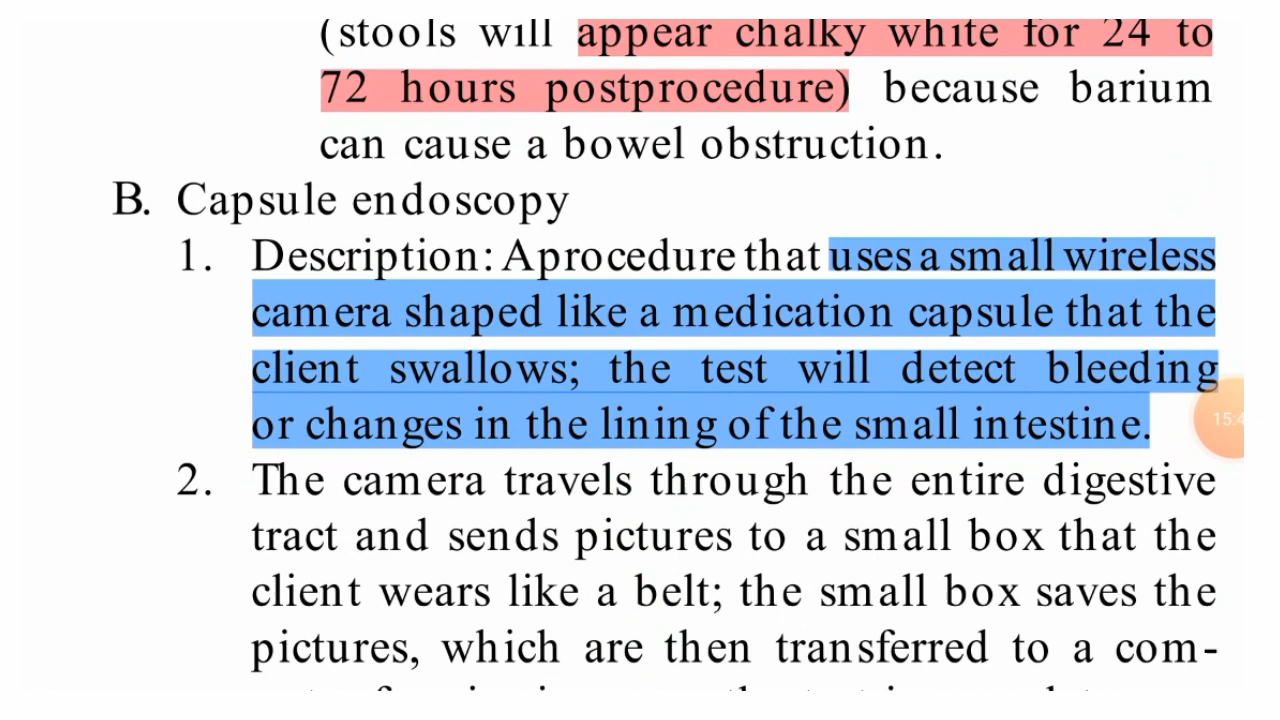 (stools will appear chalky white for 24 to
72 hours postprocedure) because barium
can cause a bowel obstruction.
B. Capsule endoscopy
1. Description: A procedure that uses a small wireless
camera shaped like a medication capsule that the
client swallows; the test will detect bleeding
or changes in the lining of the small intestine.
15:4
2. The camera travels through the entire digestive
tract and sends pictures to a small box that the
client wears like a belt; the small box saves the
pictures, which are then transferred to a com-